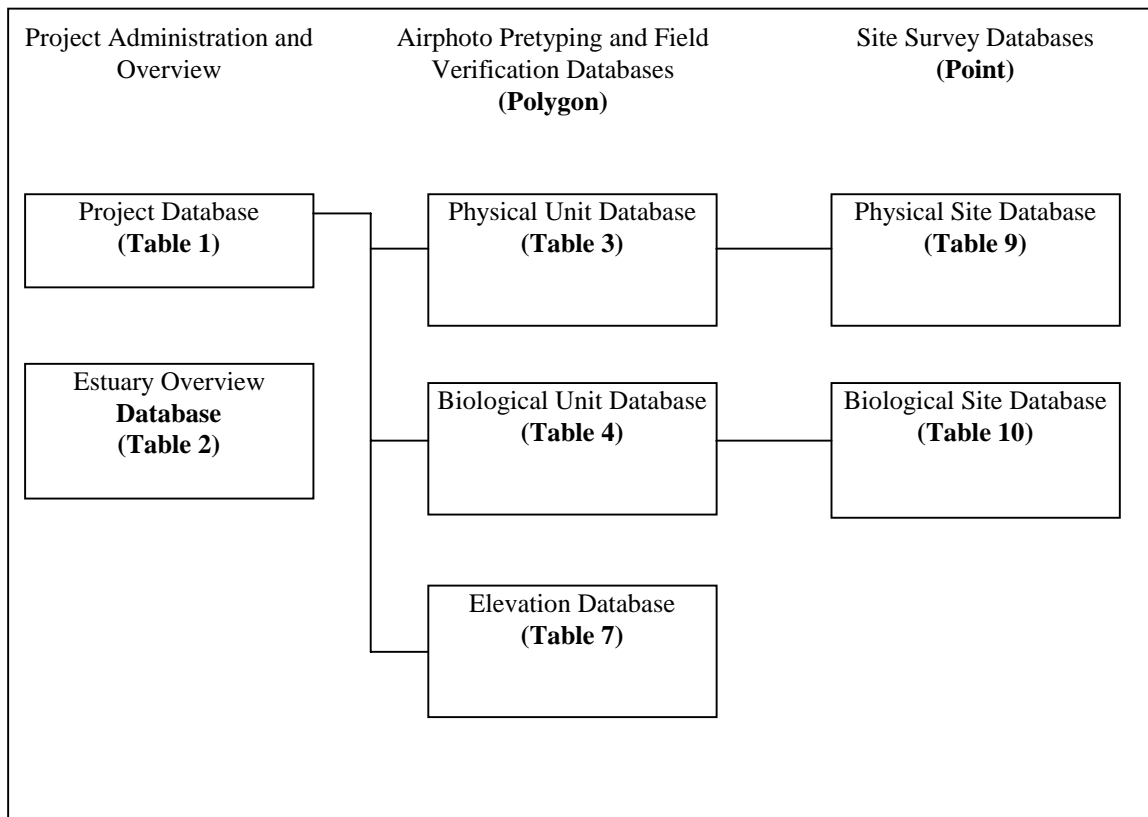 Project Administration and
Overview
Airphoto Pretyping and Field
Verification Databases
(Polygon)
Site Survey Databases
(Point)
Project Database
(Table 1)
Physical Unit Database
(Table 3)
Physical Site Database
(Table 9)
Estuary Overview
Database
(Table 2)
Biological Unit Database
(Table 4)
Biological Site Database
(Table 10)
Elevation Database
(Table 7)